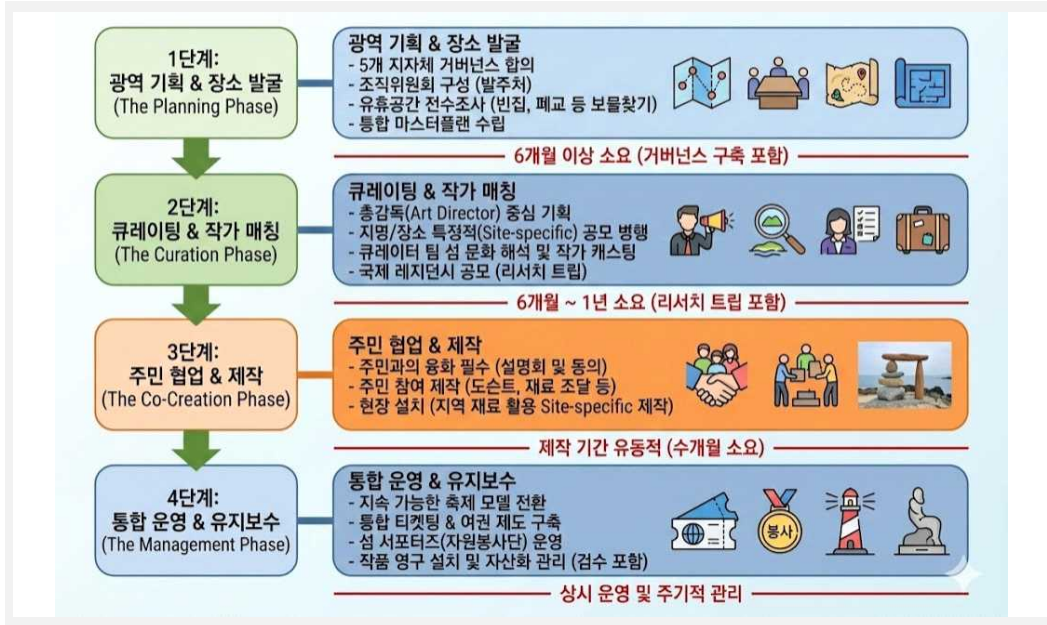 1단계:
광역 기획 & 장소 발굴
(The Planning Phase)
광역 기획 & 장소 발굴
- 5개 지자체 거버넌스 합의
- 조직위원회 구성 (발주처)
- 유휴공간 전수조사 (빈집, 폐교 등 보물찾기)
- 통합 마스터플랜 수립
6개월 이상 소요 (거버넌스 구축 포함)
2단계:
큐레이팅 & 작가 매칭
(The Curation Phase)
큐레이팅 & 작가 매칭
- 총감독(Art Director) 중심 기획
- 지명/장소 특정적(Site-specific) 공모 병행
- 큐레이터 팀 섬 문화 해석 및 작가 캐스팅
- 국제 레지던시 공모 (리서치 트립)
6개월 ~ 1년 소요 (리서치 트립 포함)
3단계:
주민 협업 & 제작
(The Co-Creation Phase)
주민 협업 & 제작
- 주민과의 융화 필수 (설명회 및 동의)
- 주민 참여 제작 (도슨트, 재료 조달 등)
- 현장 설치 (지역 재료 활용 Site-specific 제작)
제작 기간 유동적 (수개월 소요)
4단계:
통합 운영 & 유지보수
(The Management Phase)
통합 운영 & 유지보수
- 지속 가능한 축제 모델 전환
- 통합 티켓팅 & 여권 제도 구축
- 섬 서포터즈(자원봉사단) 운영
- 작품 영구 설치 및 자산화 관리 (검수 포함)
봉사
상시 운영 및 주기적 관리